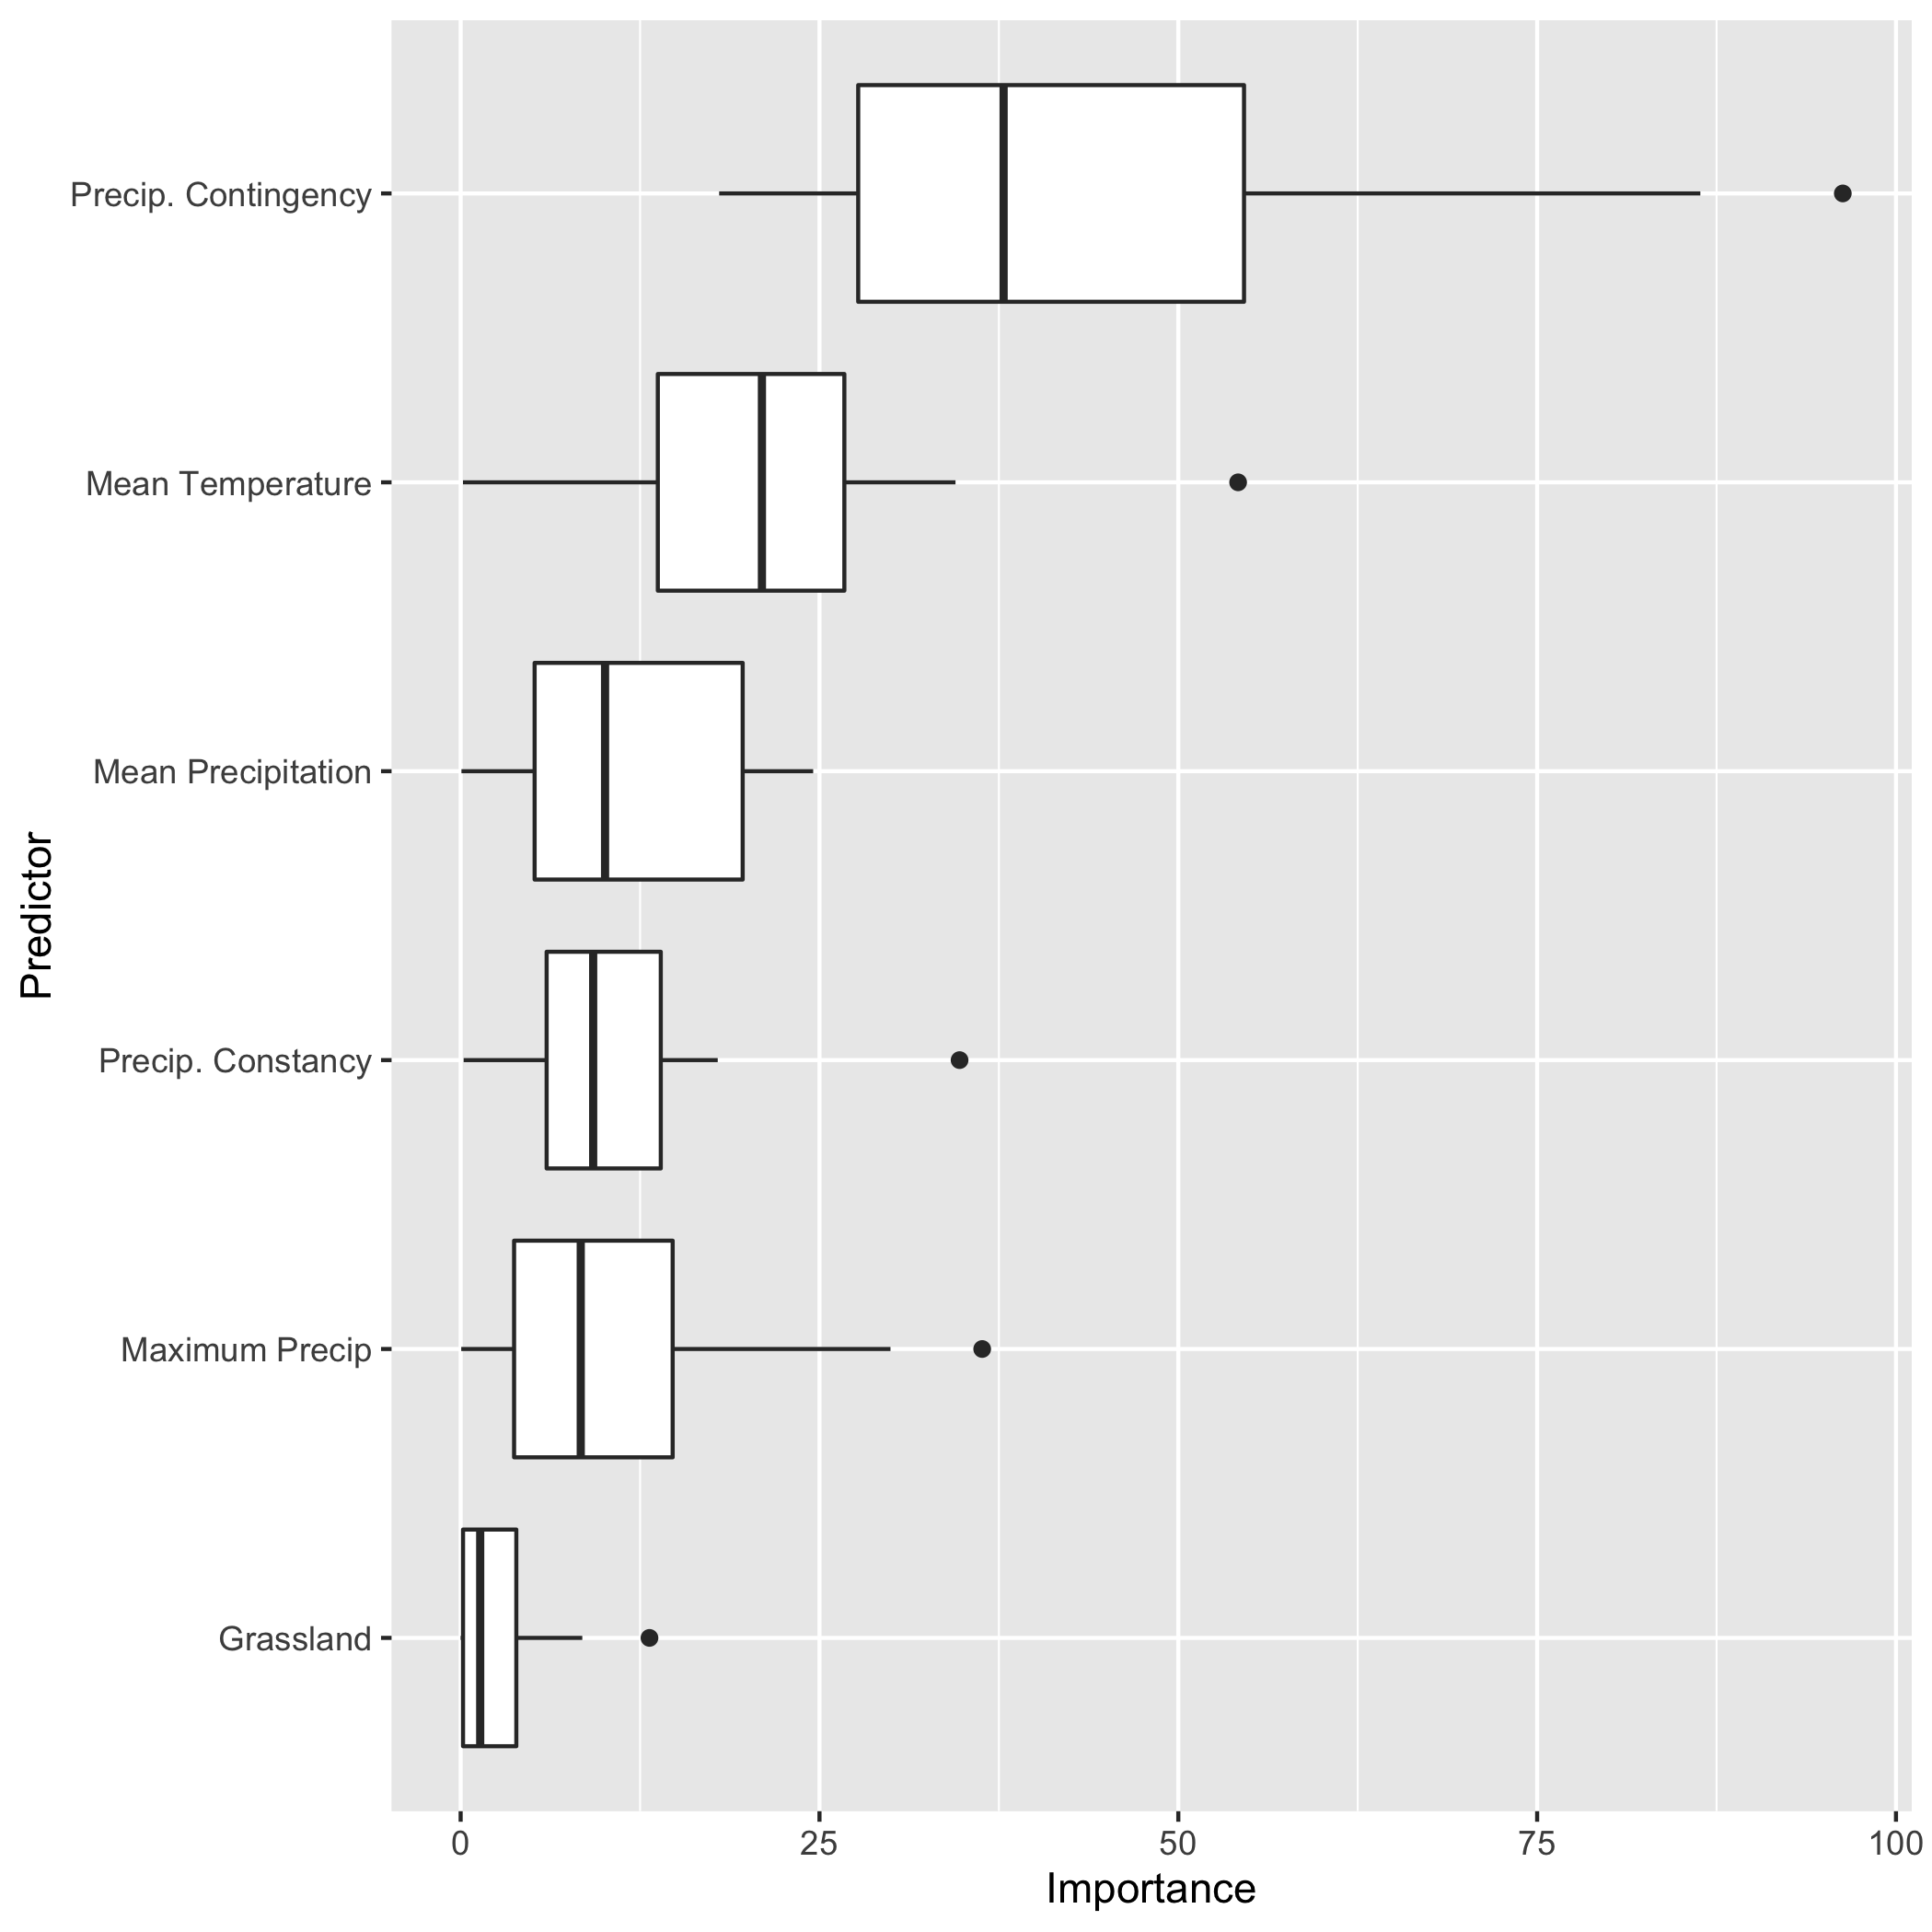 Predictor
Precip. Contingency
Mean Temperature
Mean Precipitation
Precip. Constancy
Maximum Precip
Grassland
0 25 50 75 100
Importance